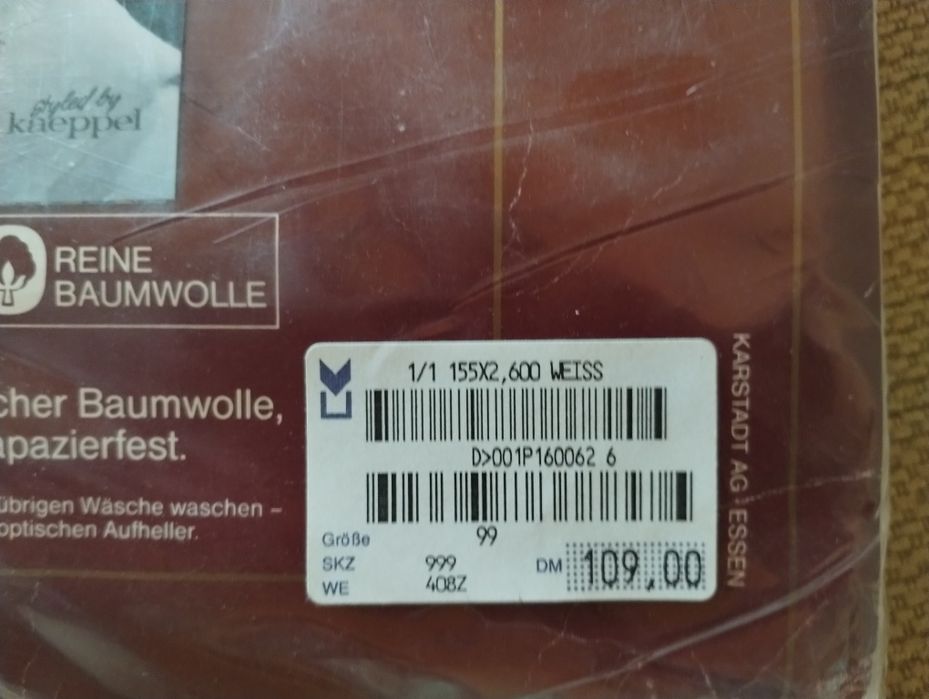 styled by
kaeppel
REINE
BAUMWOLLE
cher Baumwolle,
apazierfest.
übrigen Wäsche waschen –
optischen Aufheller.
1/1 155X2,600 WEISS
D>001P160062 6
Größe 99
SKZ 999
WE 408Z
DM 109,00
KARSTADT AG · ESSEN